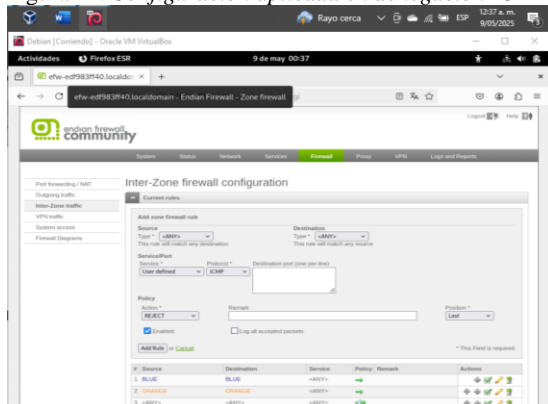 Rayo cerca
ESP
12:37 a. m.
9/05/2025
Debian [Corriendo] - Oracle VM VirtualBox
Actividades Firefox ESR 9 de may 00:37
efw-edf983ff40.localdo
efw-edf983ff40.localdomain - Endian Firewall - Zone firewall
Logout Help
endian firewall
community
System Status Network Services Firewall Proxy VPN Logs and Reports
Port forwarding / NAT
Outgoing traffic
Inter-Zone traffic
VPN traffic
System access
Firewall Diagrams
Inter-Zone firewall configuration
Current rules
Add zone firewall rule
Source Destination
Type * <ANY> Type * <ANY>
This rule will match any destination This rule will match any source
Service/Port
Service * Protocol * Destination port (one per line)
User defined ICMP
Policy
Action * Remark Position *
REJECT Last
Enabled Log all accepted packets
Add Rule or Cancel * This Field is required.
# Source Destination Service Policy Remark Actions
1 BLUE BLUE <ANY>
2 ORANGE ORANGE <ANY>
3 <ANY> <ANY>